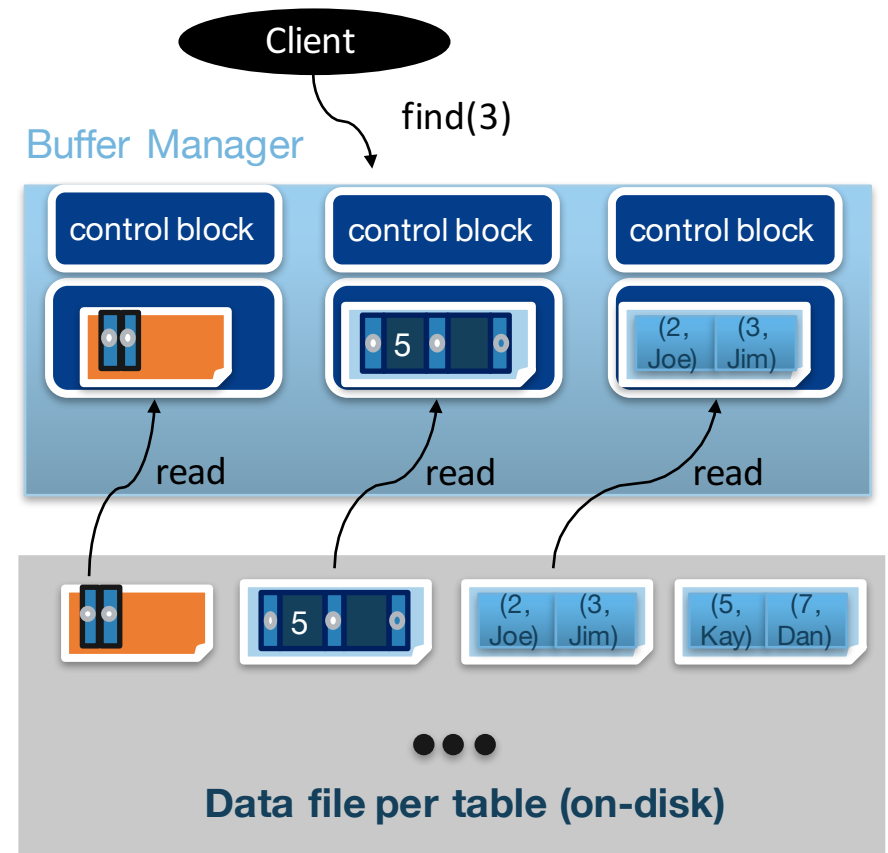 Client
find(3)
Buffer Manager
control block
control block
control block
5
(2,
Joe)
(3,
Jim)
read
read
read
5
(2,
Joe)
(3,
Jim)
(5,
Kay)
(7,
Dan)
Data file per table (on-disk)